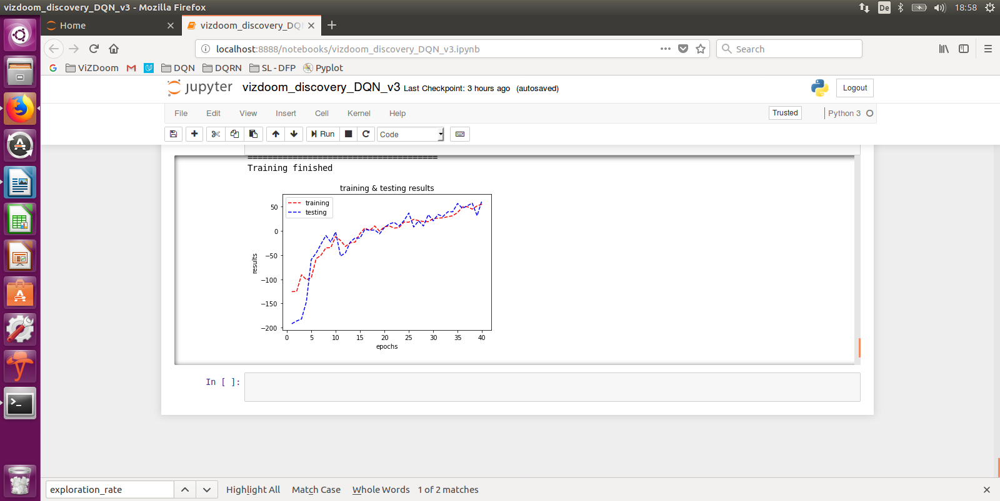 vizdoom_discovery_DQN_v3 - Mozilla Firefox
De
18:58
Home
vizdoom_discovery_DQ
localhost:8888/notebooks/vizdoom_discovery_DQN_v3.ipynb
Search
ViZDoom
DQN
DQRN
SL - DFP
Pyplot
jupyter
vizdoom_discovery_DQN_v3 Last Checkpoint: 3 hours ago (autosaved)
Logout
File Edit View Insert Cell Kernel Help
Trusted
Python 3
Run
Code
======================================
Training finished
training & testing results
training
testing
50
0
−50
−100
−150
−200
results
0 5 10 15 20 25 30 35 40
epochs
In [ ]:
exploration_rate
Highlight All
Match Case
Whole Words
1 of 2 matches